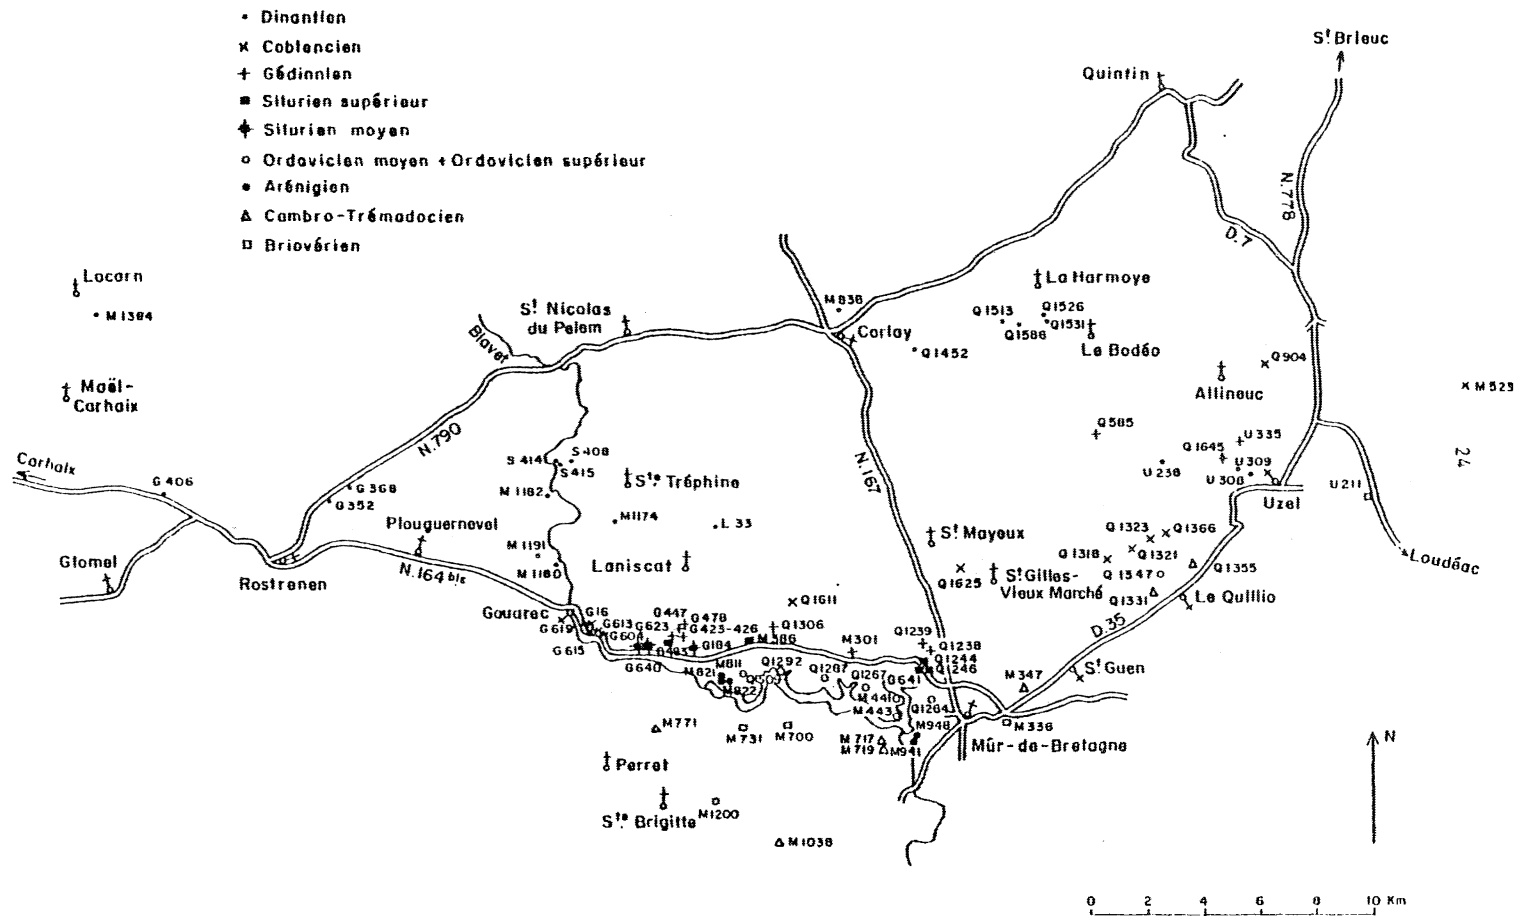 Dinantien
Coblencien
Gédinnien
Silurien supérieur
Silurien moyen
Ordovicien moyen + Ordovicien supérieur
Arénigien
Cambro-Trémadocien
Briovérien
St Brieuc
Quintin
N.778
D.7
Locarn
M 1384
Maël-
Carhaix
St Nicolas
du Pelem
Blavet
M 838
Corlay
Q 1452
La Harmoye
Q 1513
Q 1526
Q 1531
Q 1586
Le Bodéo
Q 904
Allineuc
M 523
24
N.790
Carhaix
G 406
G 368
G 352
S 414
S 408
S 415
M 1182
Ste Tréphine
M 1174
L 33
N.167
Q 585
U 335
Q 1645
U 238
U 309
U 308
Uzel
U 211
Loudéac
Glomel
Rostrenen
Plouguernevel
N.164 bis
M 1191
M 1180
Laniscat
St Mayeux
Q 1625
St Gilles-
Vieux Marché
Q 1323
Q 1366
Q 1318
Q 1321
Q 1347
Q 1355
Q 1331
Le Quillio
D.35
Gouarec
G 16
G 619
G 613
G 604
G 615
G 623
G 447
G 478
G 423-426
G 640
G 483
G 184
M 386
Q 1611
Q 1306
M 301
Q 1239
Q 1238
Q 1244
Q 1246
M 811
M 821
M 822
Q 1292
Q 1287
Q 1267
G 641
M 441
M 443
Q 1264
M 347
St Guen
M 948
M 717
M 719
M 941
M 336
Mûr-de-Bretagne
M 771
M 731
M 700
Perret
Ste Brigitte
M 1200
M 1038
N
0 2 4 6 8 10 Km